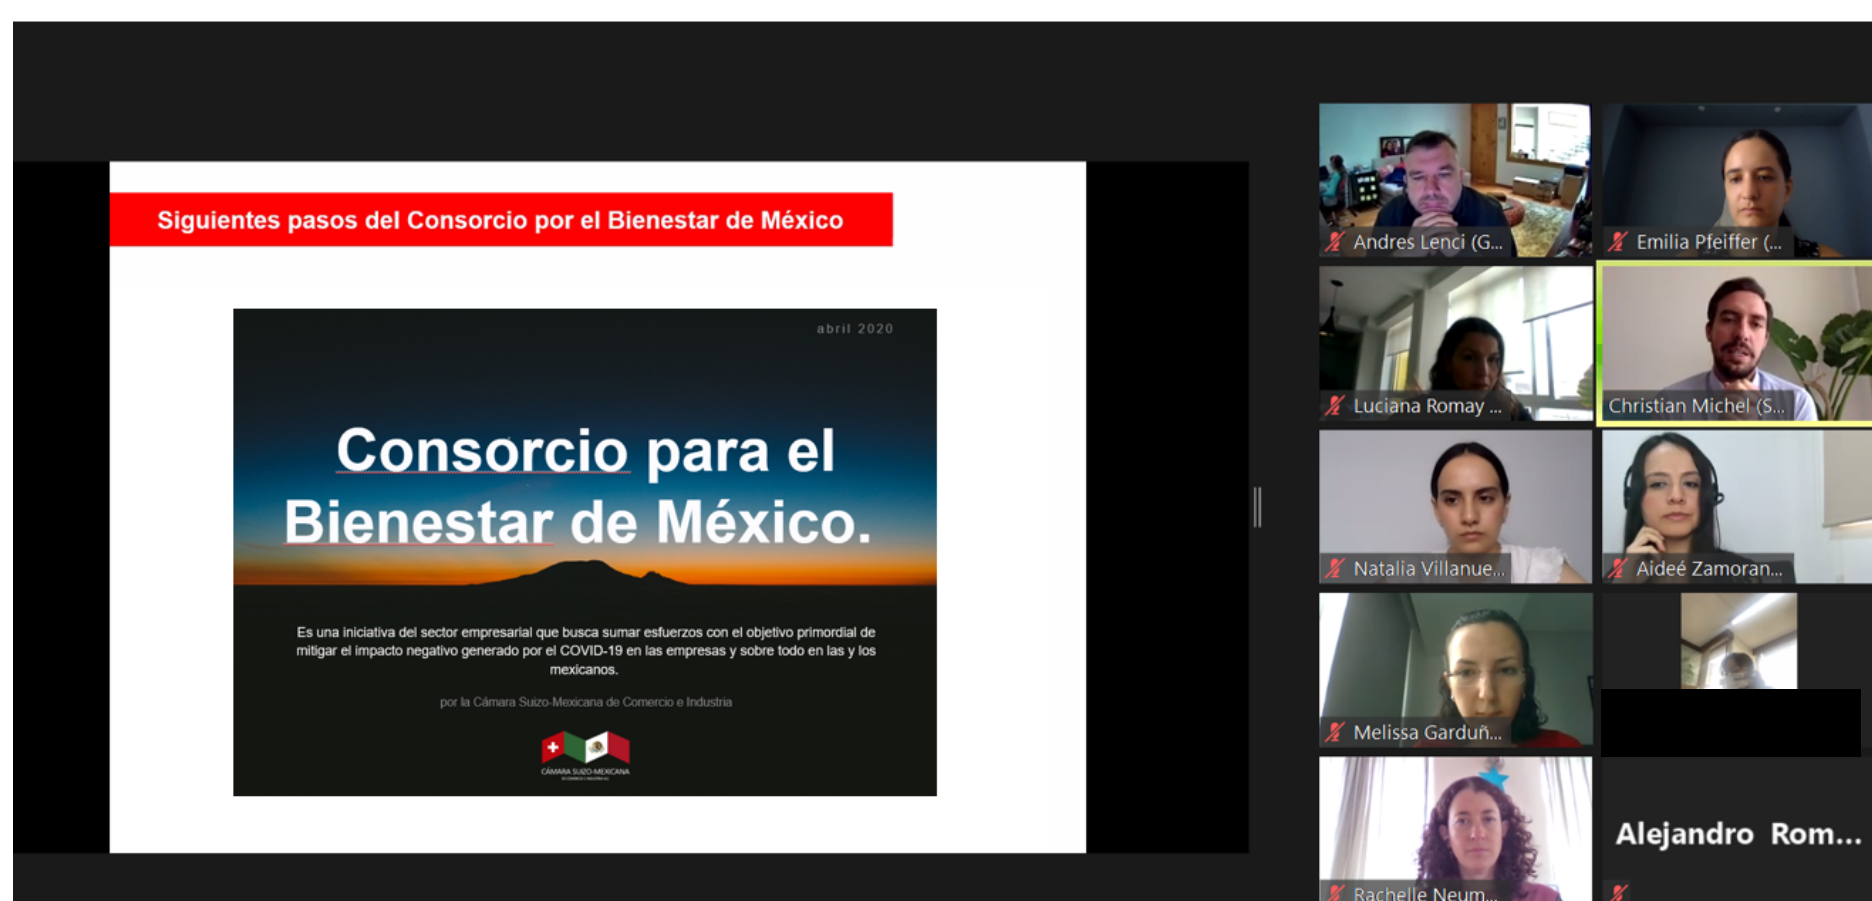 Siguientes pasos del Consorcio por el Bienestar de México
abril 2020
Consorcio para el
Bienestar de México.
Es una iniciativa del sector empresarial que busca sumar esfuerzos con el objetivo primordial de
mitigar el impacto negativo generado por el COVID-19 en las empresas y sobre todo en las y los
mexicanos.
por la Cámara Suizo-Mexicana de Comercio e Industria
CÁMARA SUIZO-MEXICANA
Andres Lenci (G...
Emilia Pfeiffer (...
Luciana Romay ...
Christian Michel (S...
Natalia Villanue...
Aideé Zamoran...
Melissa Garduñ...
Rachelle Neum...
Alejandro Rom...